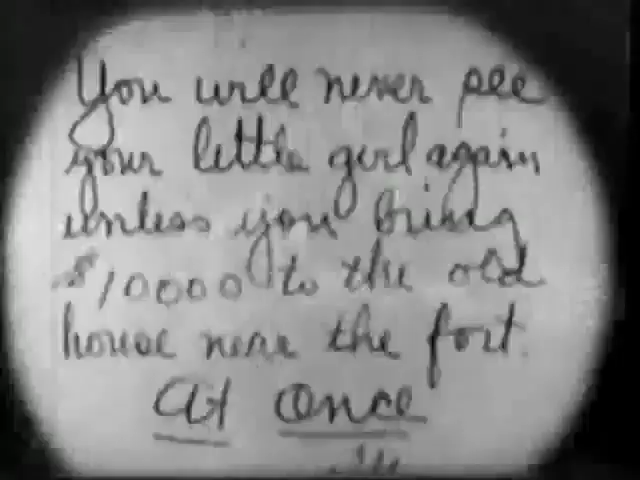 You will never see
your little girl again
unless you bring
$10000 to the old
house near the fort.
At Once